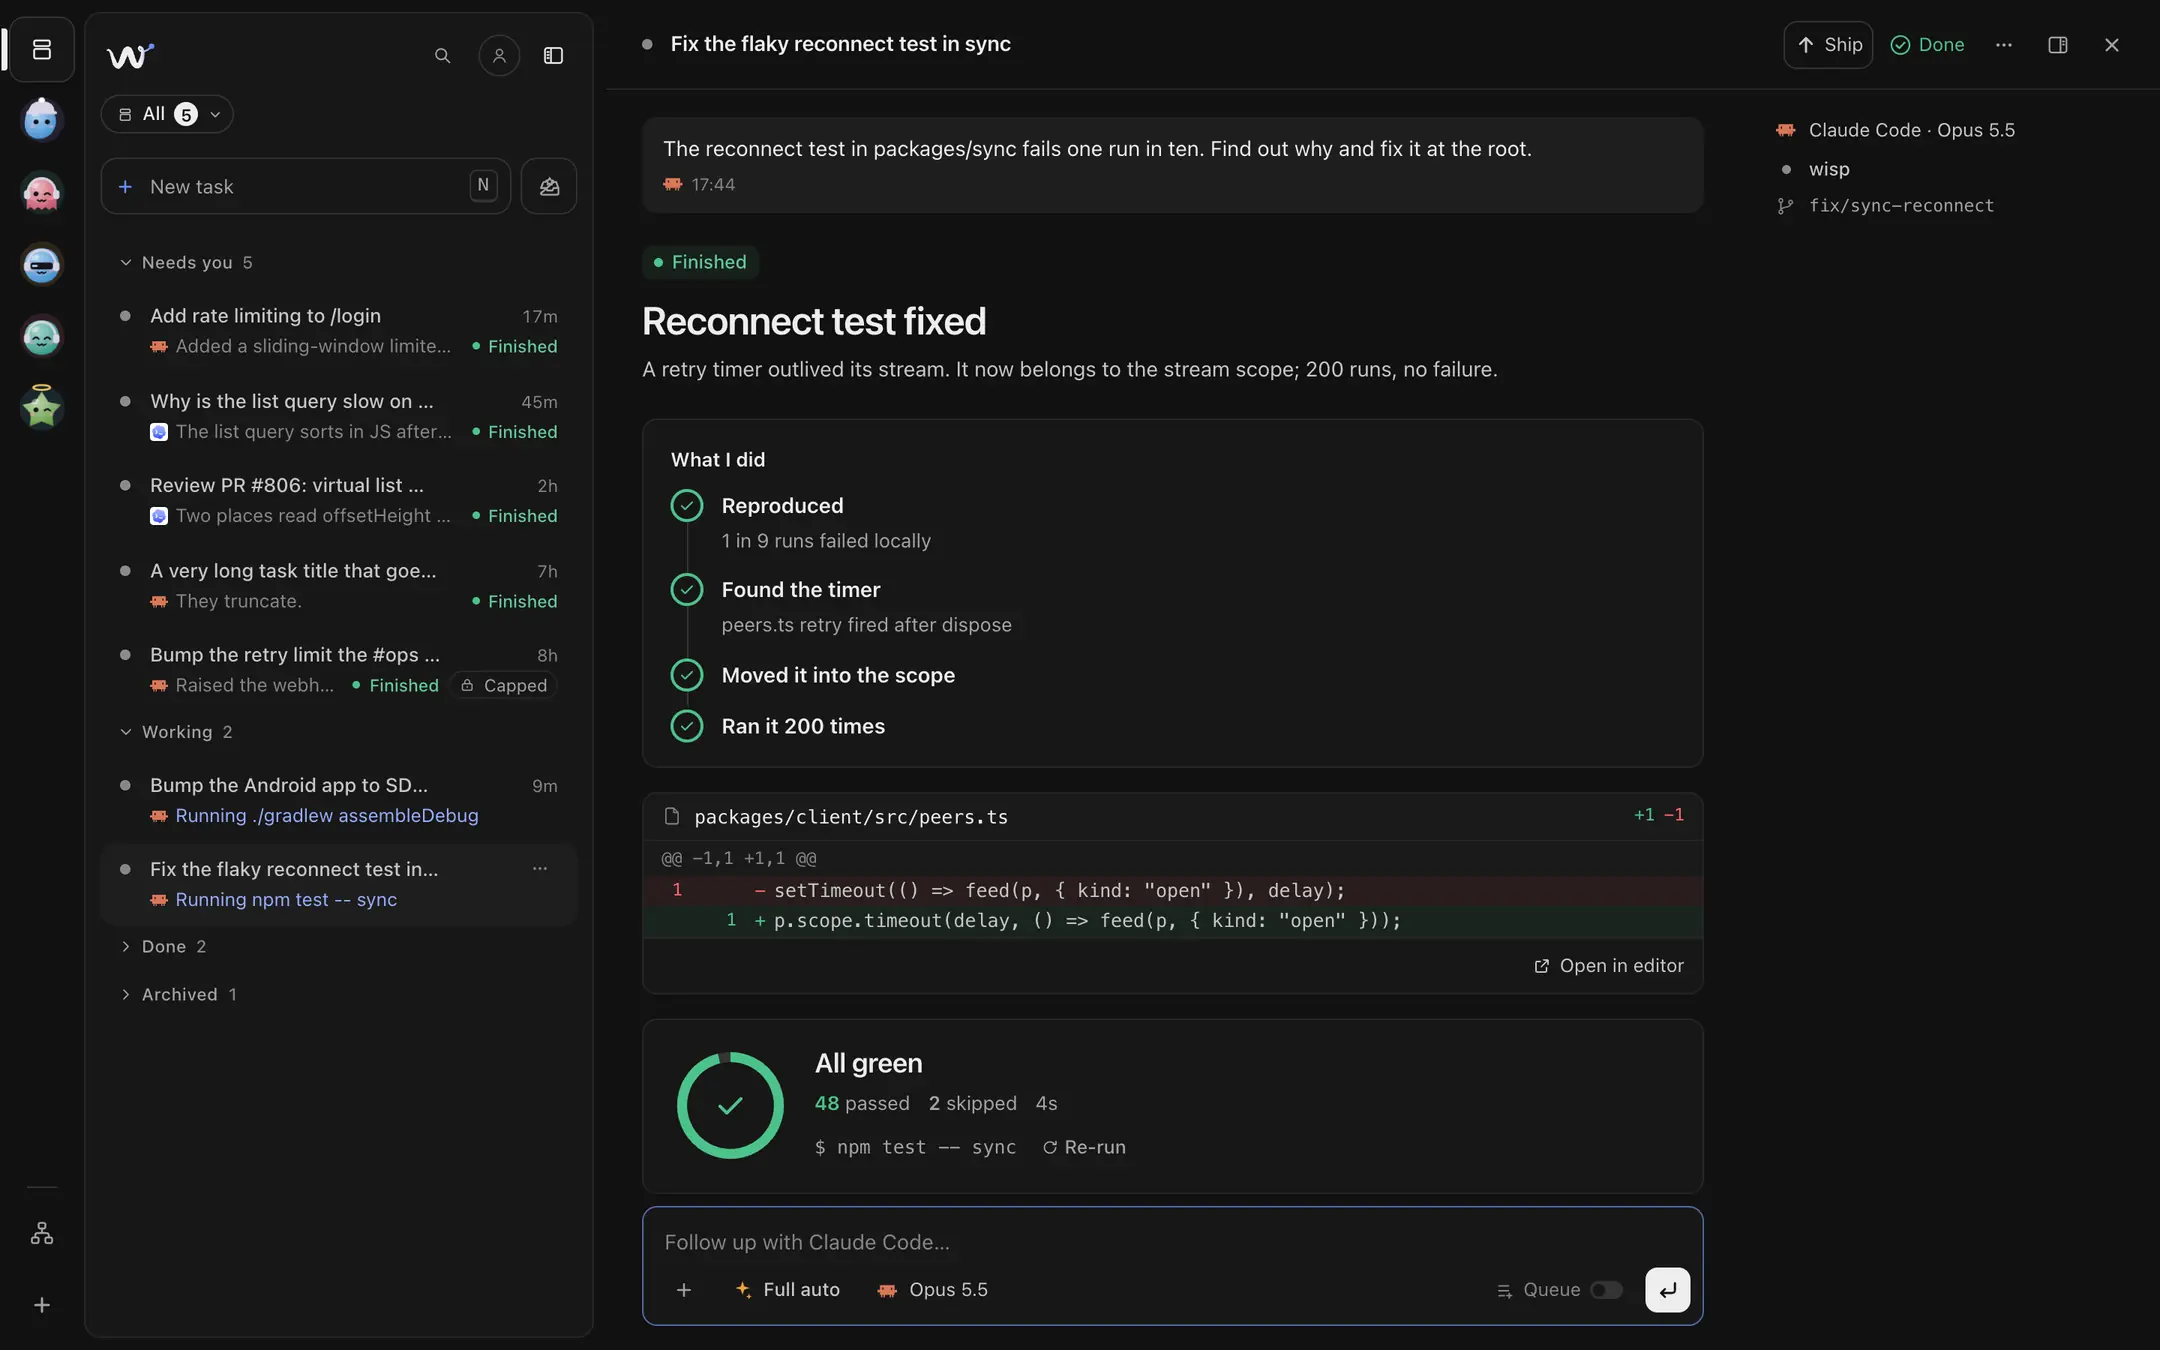 All 5
New task N
Needs you 5
Add rate limiting to /login 17m
Added a sliding-window limite... Finished
Why is the list query slow on ... 45m
The list query sorts in JS after... Finished
Review PR #806: virtual list ... 2h
Two places read offsetHeight ... Finished
A very long task title that goe... 7h
They truncate. Finished
Bump the retry limit the #ops ... 8h
Raised the webh... Finished Capped
Working 2
Bump the Android app to SD... 9m
Running ./gradlew assembleDebug
Fix the flaky reconnect test in...
Running npm test -- sync
Done 2
Archived 1
Fix the flaky reconnect test in sync
Ship Done
The reconnect test in packages/sync fails one run in ten. Find out why and fix it at the root.
17:44
Finished
Reconnect test fixed
A retry timer outlived its stream. It now belongs to the stream scope; 200 runs, no failure.
What I did
Reproduced
1 in 9 runs failed locally
Found the timer
peers.ts retry fired after dispose
Moved it into the scope
Ran it 200 times
packages/client/src/peers.ts +1 −1
@@ −1,1 +1,1 @@
1 − setTimeout(() => feed(p, { kind: "open" }), delay);
1 + p.scope.timeout(delay, () => feed(p, { kind: "open" }));
Open in editor
All green
48 passed 2 skipped 4s
$ npm test -- sync Re-run
Follow up with Claude Code...
Full auto Opus 5.5 Queue
Claude Code · Opus 5.5
wisp
fix/sync-reconnect